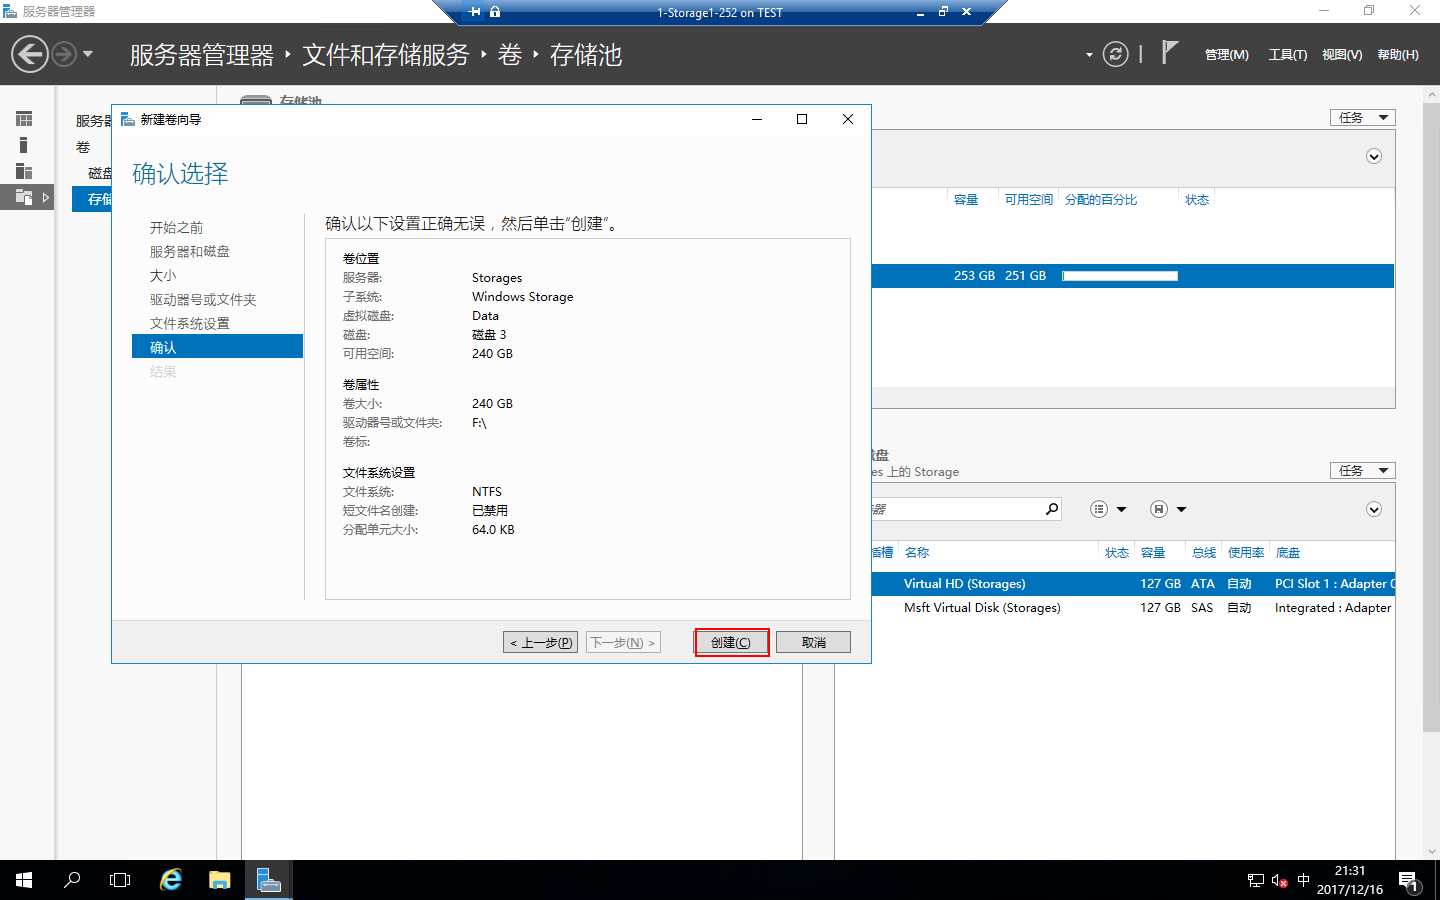 服务器管理器
1-Storage1-252 on TEST
服务器管理器 文件和存储服务 卷 存储池
管理(M) 工具(T) 视图(V) 帮助(H)
存储池
服务器
卷
磁盘
存储
任务
容量 可用空间 分配的百分比 状态
253 GB 251 GB
新建卷向导
确认选择
开始之前
服务器和磁盘
大小
驱动器号或文件夹
文件系统设置
确认
结果
确认以下设置正确无误，然后单击"创建"。
卷位置
服务器: Storages
子系统: Windows Storage
虚拟磁盘: Data
磁盘: 磁盘 3
可用空间: 240 GB
卷属性
卷大小: 240 GB
驱动器号或文件夹: F:\
卷标:
文件系统设置
文件系统: NTFS
短文件名创建: 已禁用
分配单元大小: 64.0 KB
< 上一步(P) 下一步(N) > 创建(C) 取消
磁盘
es 上的 Storage
任务
器
插槽 名称 状态 容量 总线 使用率 底盘
Virtual HD (Storages) 127 GB ATA 自动 PCI Slot 1 : Adapter 0
Msft Virtual Disk (Storages) 127 GB SAS 自动 Integrated : Adapter
中
21:31
2017/12/16
1